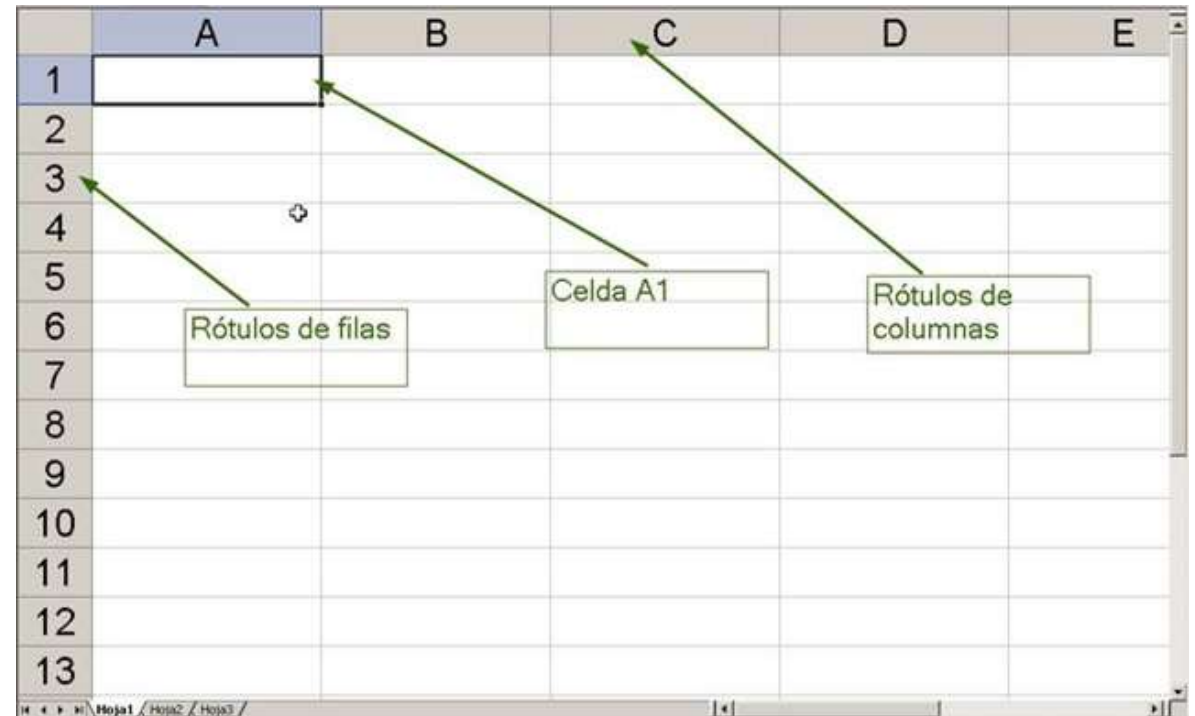 A B C D E
1
2
3
4
5
Celda A1
Rótulos de
columnas
6
Rótulos de filas
7
8
9
10
11
12
13
Hoja1 / Hoja2 / Hoja3 /